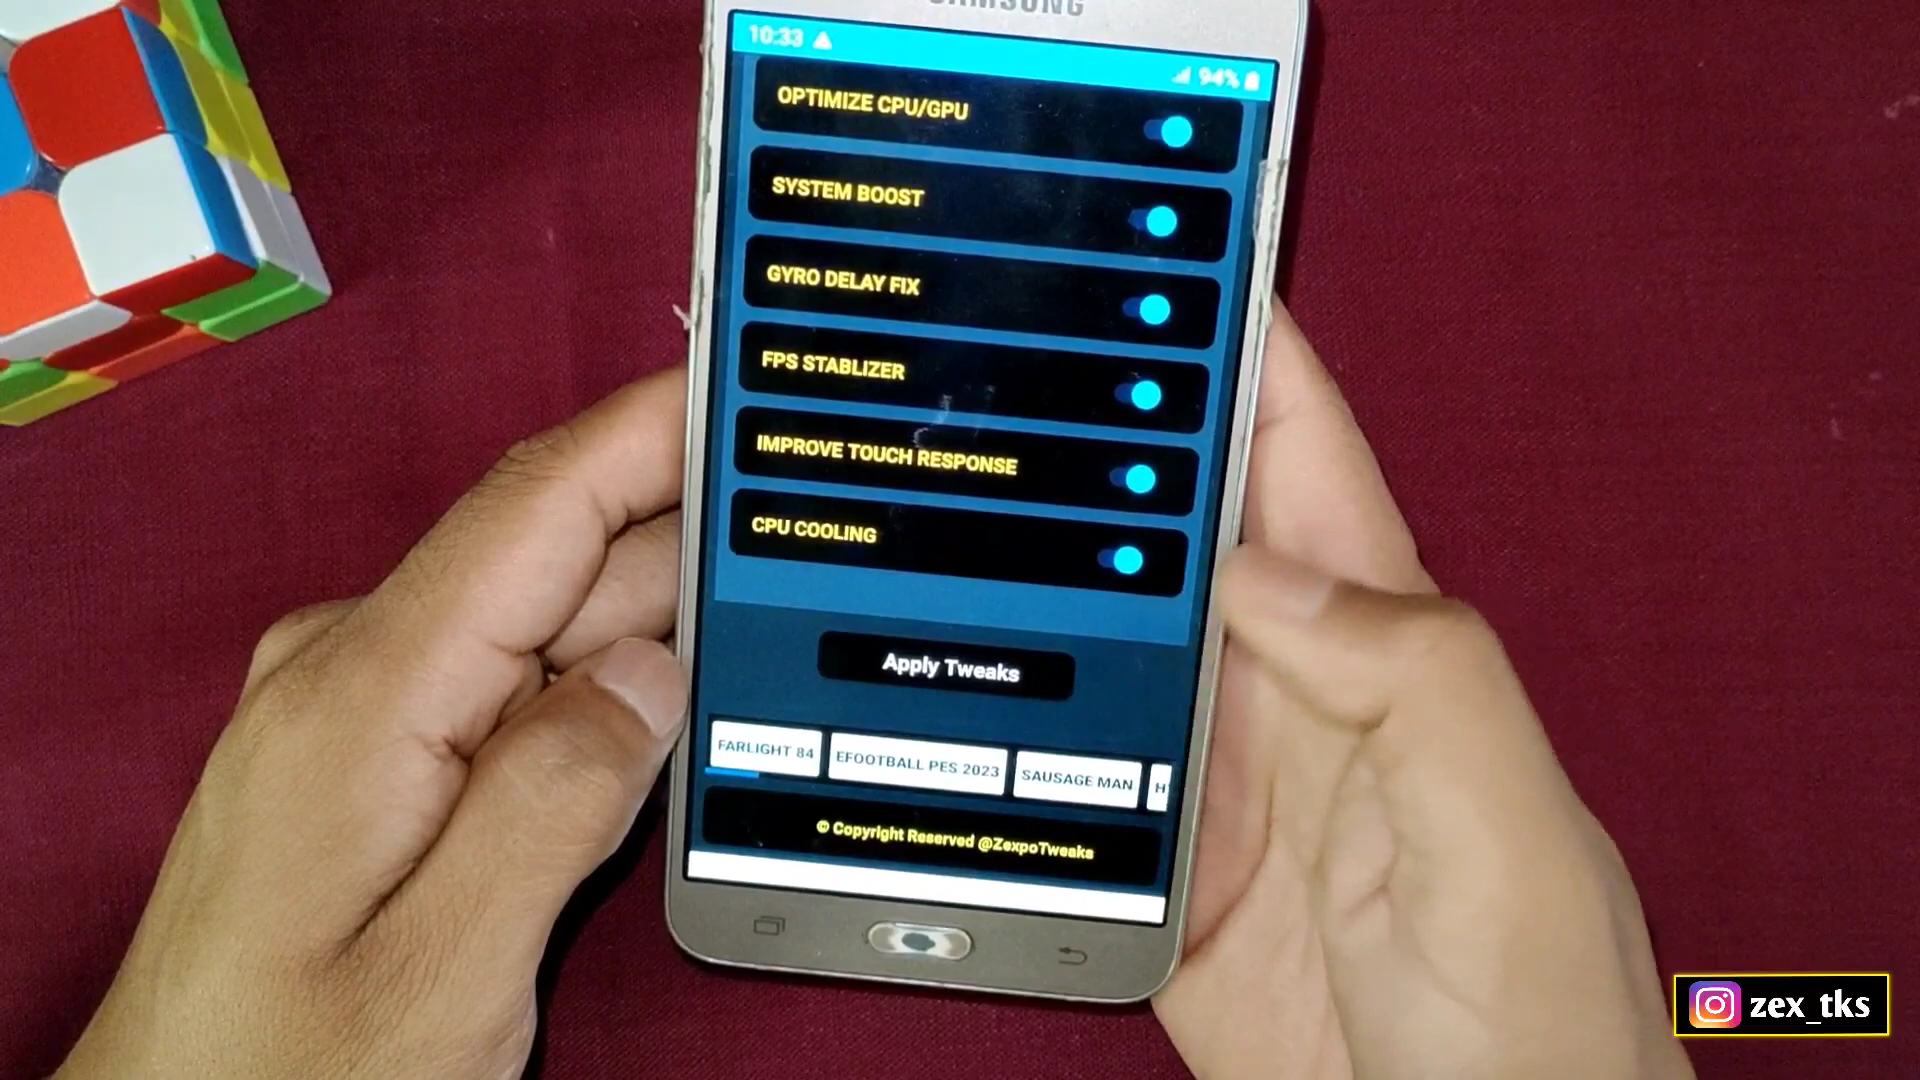 SAMSUNG
10:33
94%
OPTIMIZE CPU/GPU
SYSTEM BOOST
GYRO DELAY FIX
FPS STABLIZER
IMPROVE TOUCH RESPONSE
CPU COOLING
Apply Tweaks
FARLIGHT 84
EFOOTBALL PES 2023
SAUSAGE MAN
© Copyright Reserved @ZexpoTweaks
zex_tks